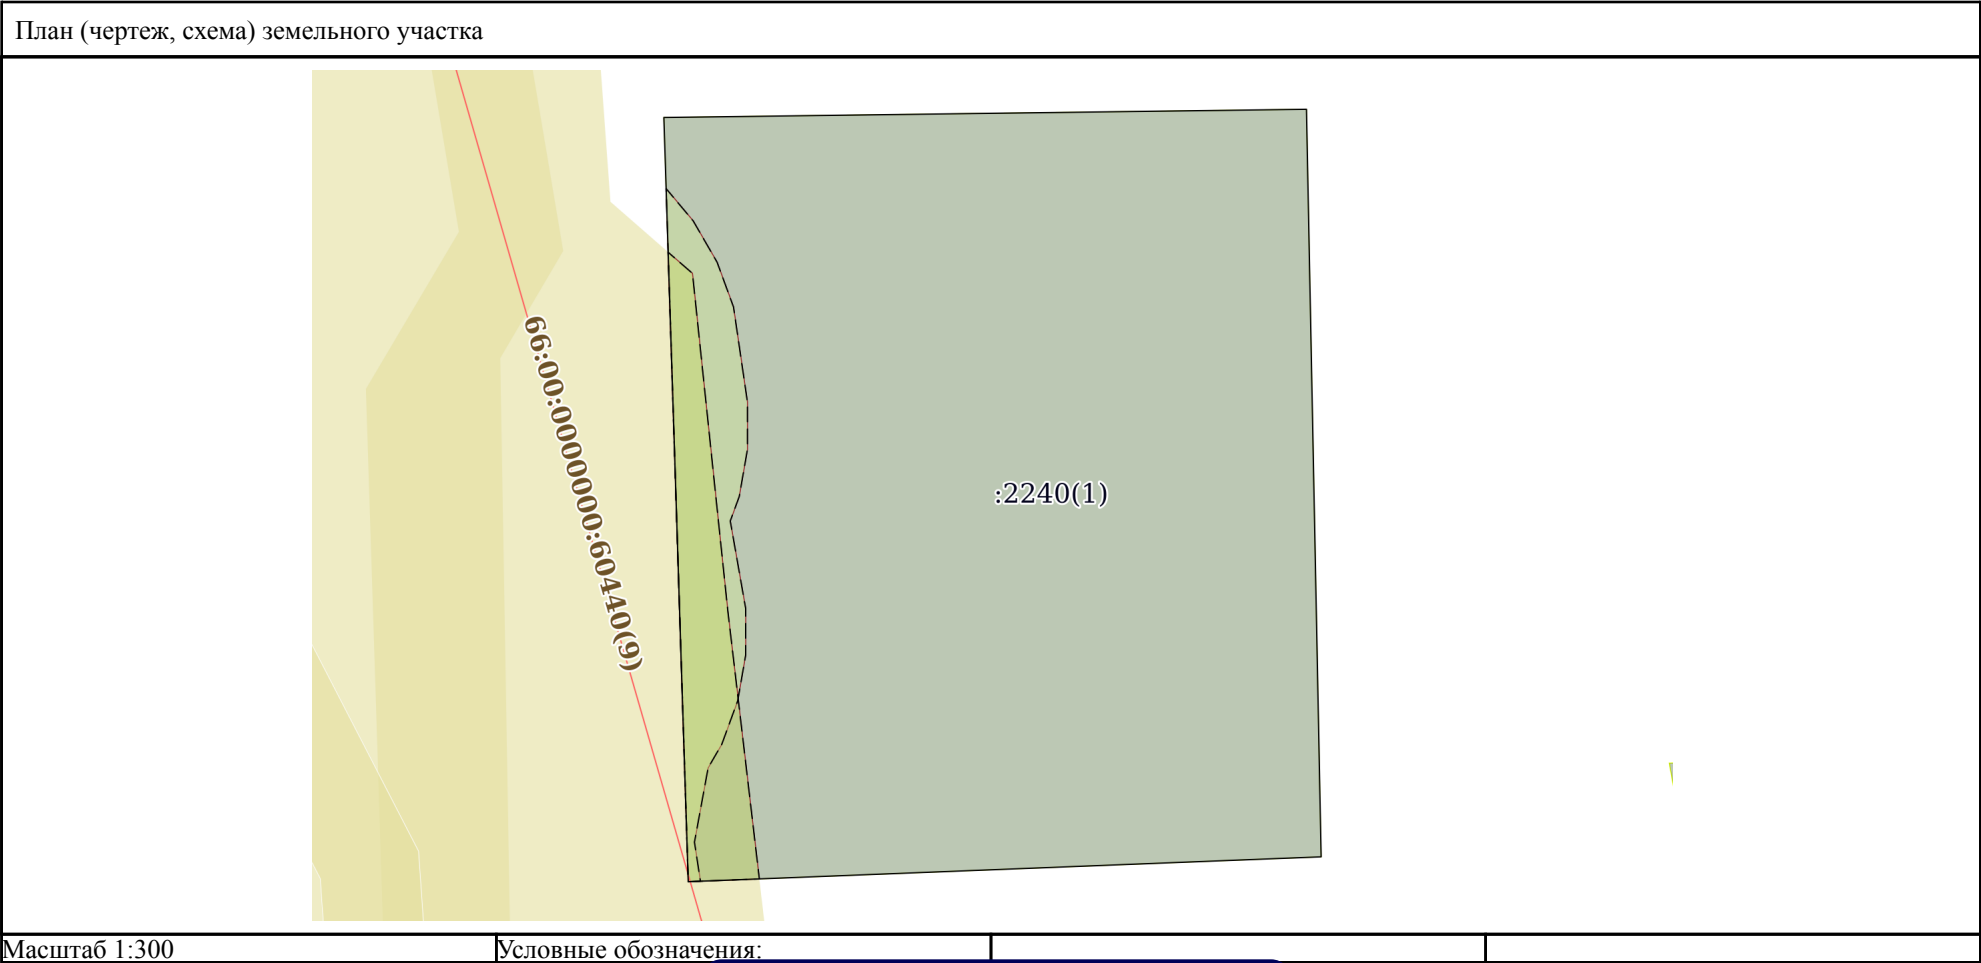 План (чертеж, схема) земельного участка
66:00:0000000:60440(9)
:2240(1)
Масштаб 1:300
Условные обозначения: